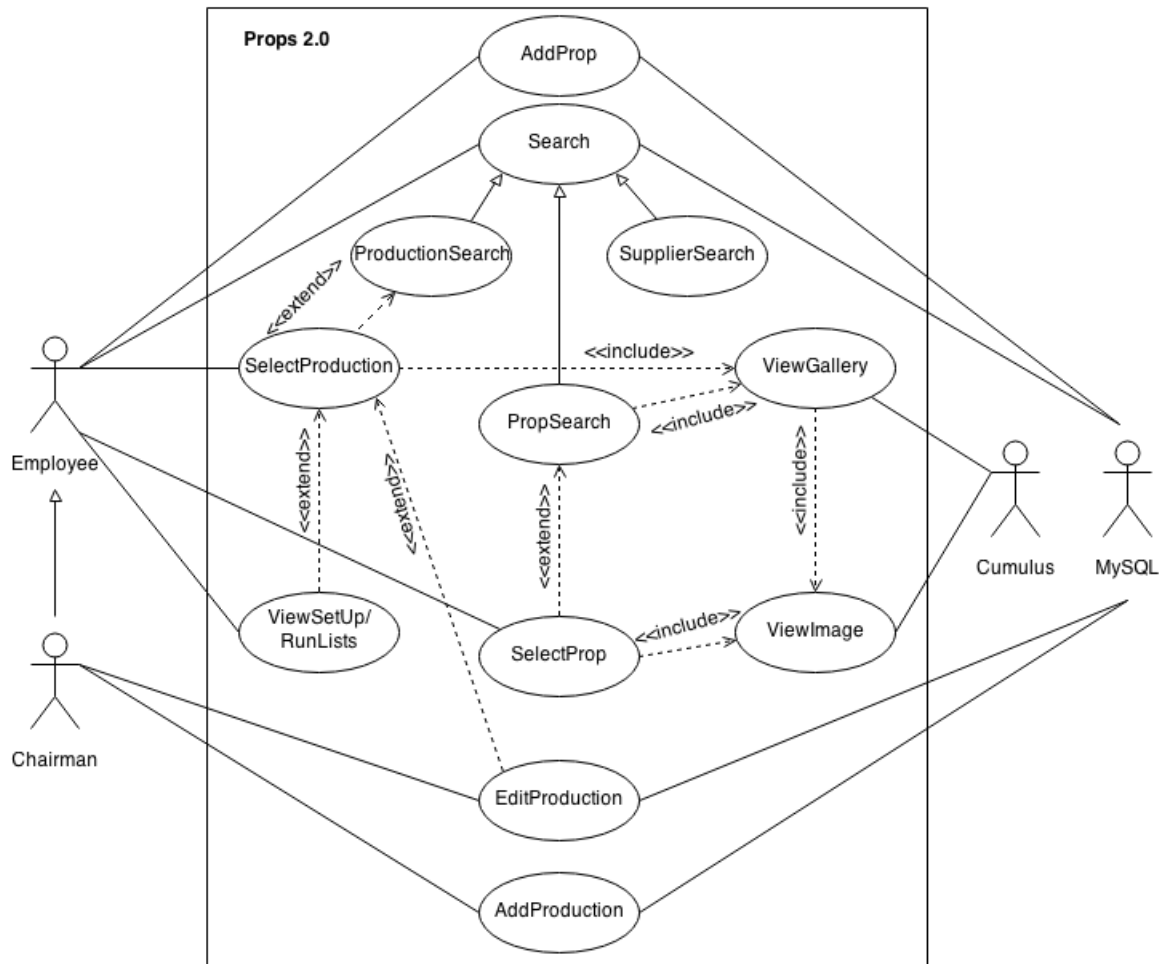 Props 2.0
AddProp
Search
ProductionSearch
SupplierSearch
<<extend>>
SelectProduction
<<include>>
ViewGallery
PropSearch
<<include>>
Employee
<<extend>>
<<extend>>
<<extend>>
<<include>>
Cumulus
MySQL
ViewSetUp/
RunLists
SelectProp
<<include>>
ViewImage
Chairman
EditProduction
AddProduction